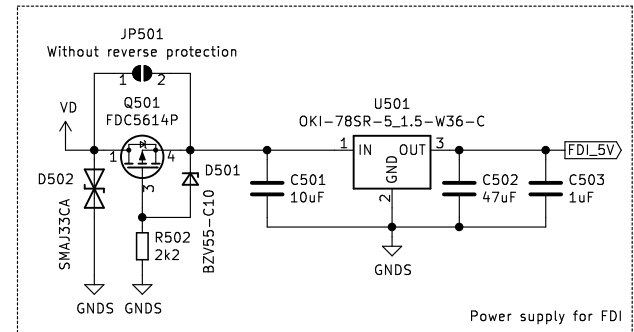 JP501
Without reverse protection
1 2
Q501
FDC5614P
VD
1
4
3
D502
SMAJ33CA
D501
BZV55-C10
R502
2k2
GNDS
GNDS
C501
10uF
U501
OKI-78SR-5_1.5-W36-C
1
IN
OUT
3
GND
2
GNDS
C502
47uF
C503
1uF
FDI_5V
Power supply for FDI